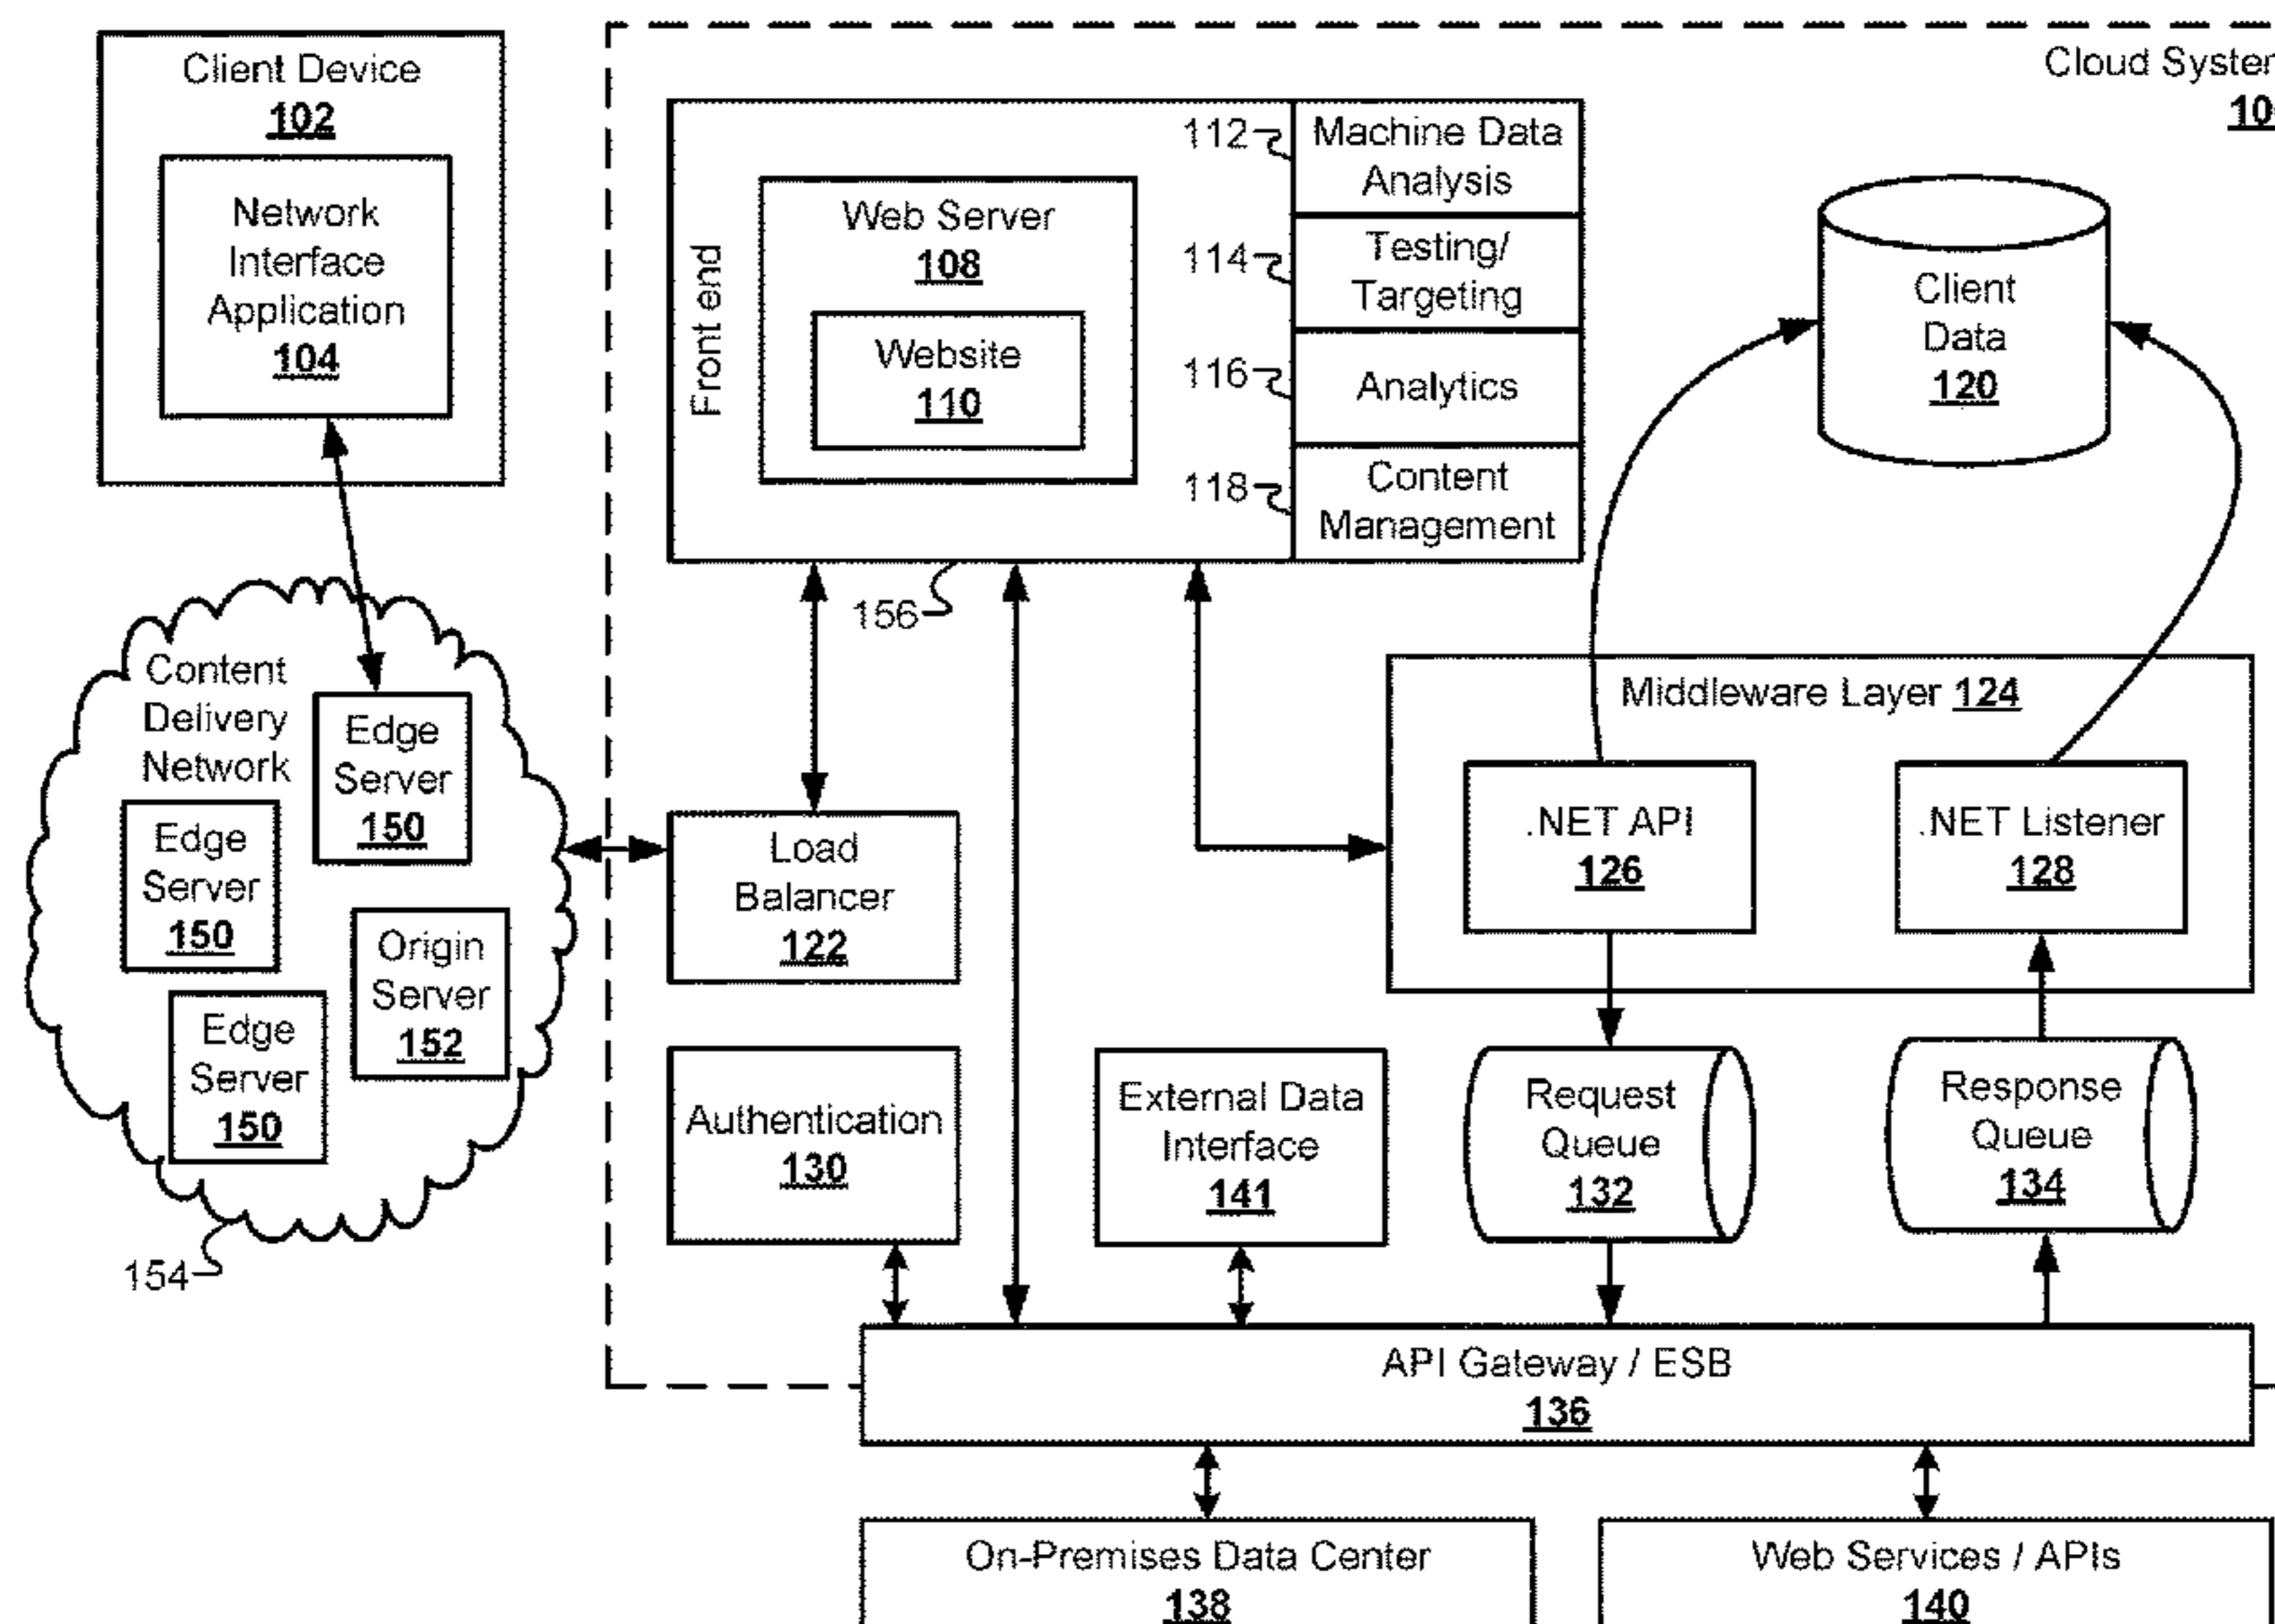 Client Device
102
Network
Interface
Application
104
Content
Delivery
Network
Edge
Server
150
Edge
Server
150
Origin
Server
152
Edge
Server
150
154
Front end
Web Server
108
Website
110
112
Machine Data
Analysis
114
Testing/
Targeting
116
Analytics
118
Content
Management
156
Client
Data
120
Load
Balancer
122
Middleware Layer 124
.NET API
126
.NET Listener
128
Authentication
130
External Data
Interface
141
Request
Queue
132
Response
Queue
134
API Gateway / ESB
136
On-Premises Data Center
138
Web Services / APIs
140
Cloud